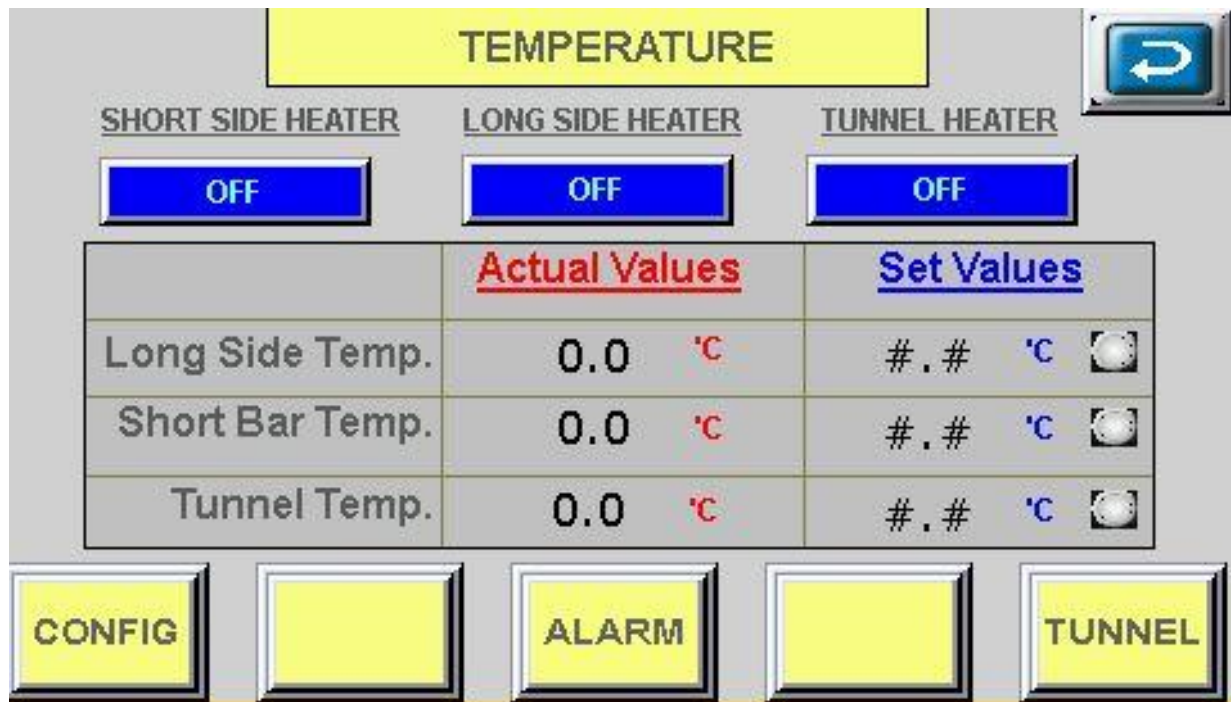 TEMPERATURE
SHORT SIDE HEATER LONG SIDE HEATER TUNNEL HEATER
OFF OFF OFF
Actual Values Set Values
Long Side Temp. 0.0 'C #.# 'C
Short Bar Temp. 0.0 'C #.# 'C
Tunnel Temp. 0.0 'C #.# 'C
CONFIG ALARM TUNNEL